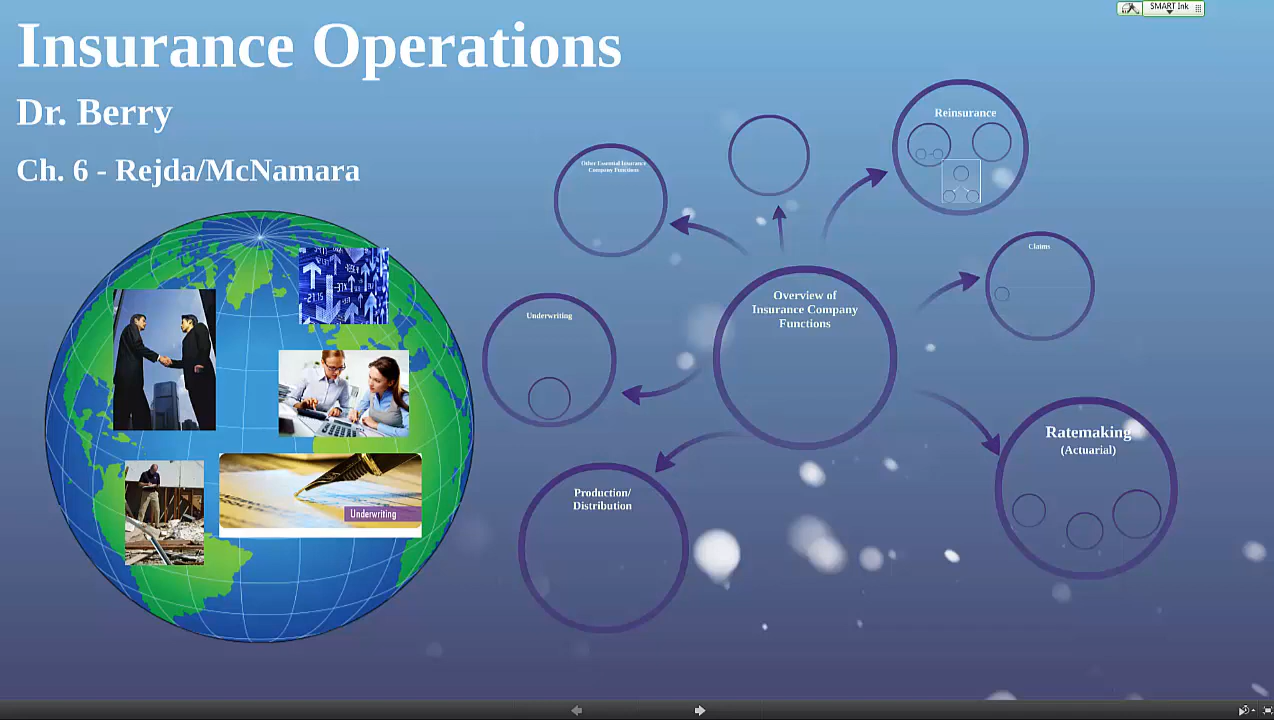 SMART Ink
Insurance Operations
Dr. Berry
Ch. 6 - Rejda/McNamara
Reinsurance
Other Essential Insurance
Company Functions
Claims
Overview of
Insurance Company
Functions
Underwriting
Ratemaking
(Actuarial)
Production/
Distribution
Underwriting